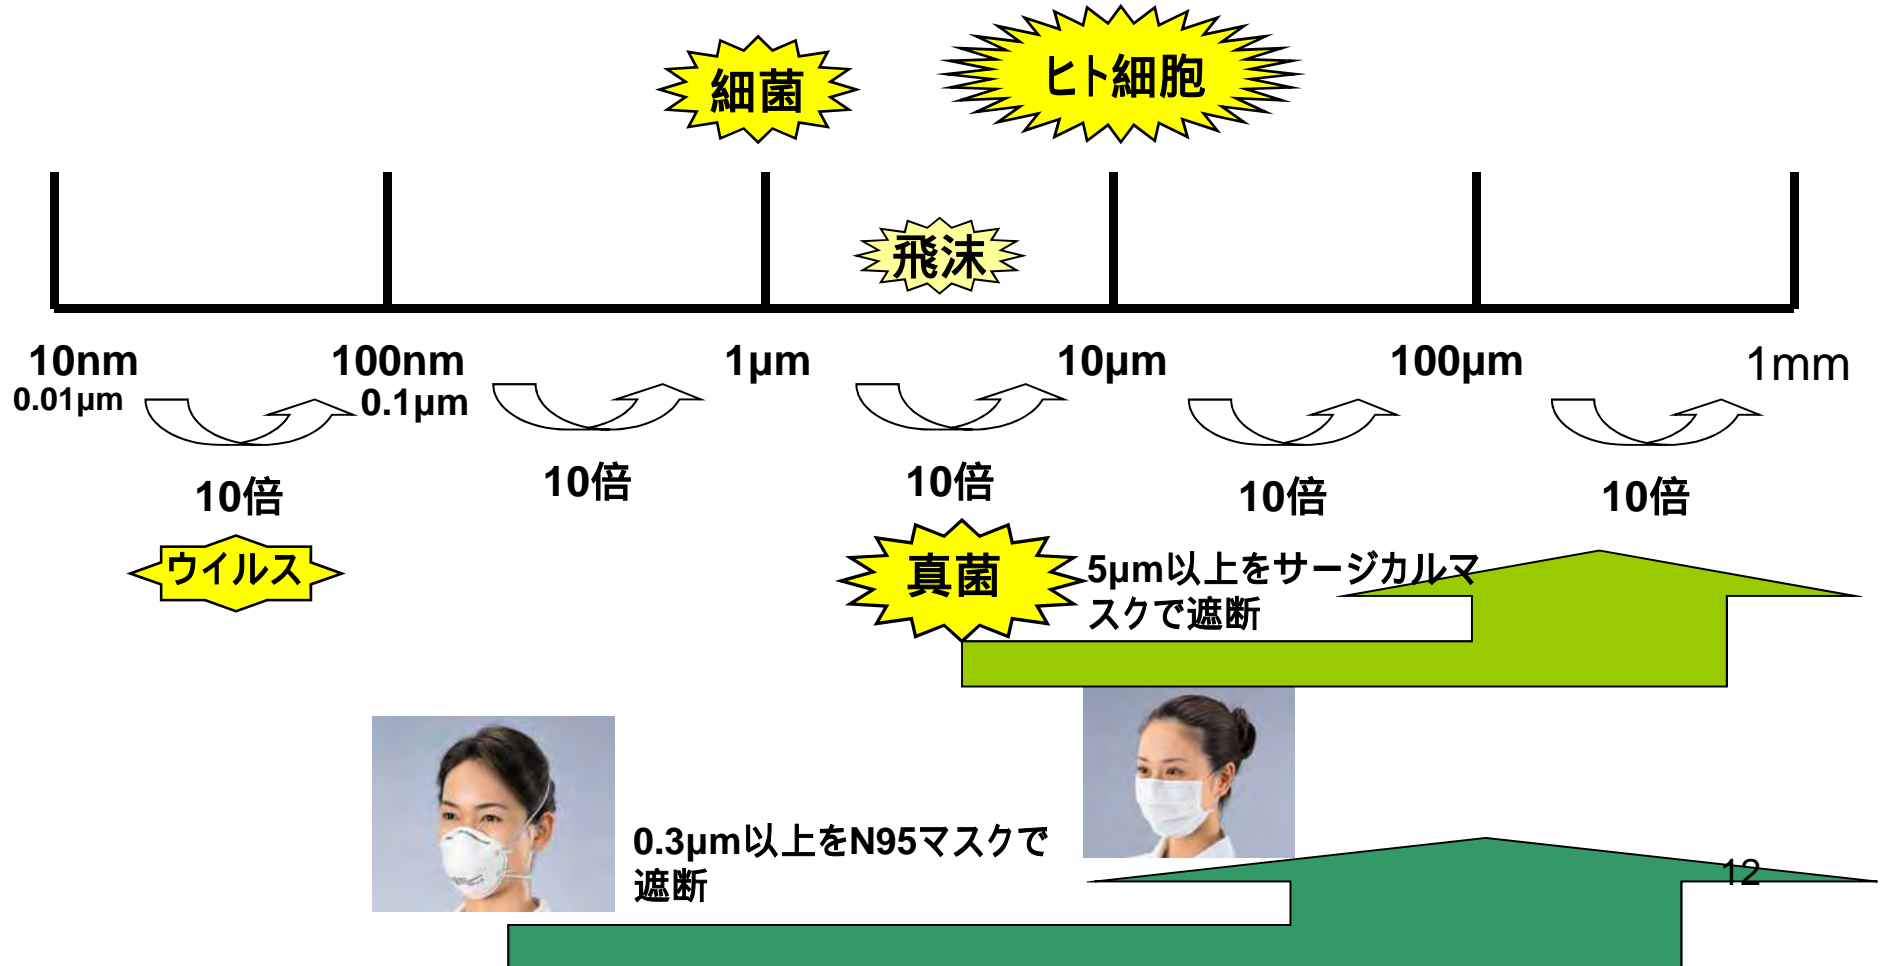 細菌
ヒト細胞
飛沫
10nm
100nm
1μm
10μm
100μm
1mm
0.01μm
0.1μm
10倍
10倍
10倍
10倍
10倍
ウイルス
真菌
5μm以上をサージカルマ
スクで遮断
0.3μm以上をN95マスクで
遮断
12